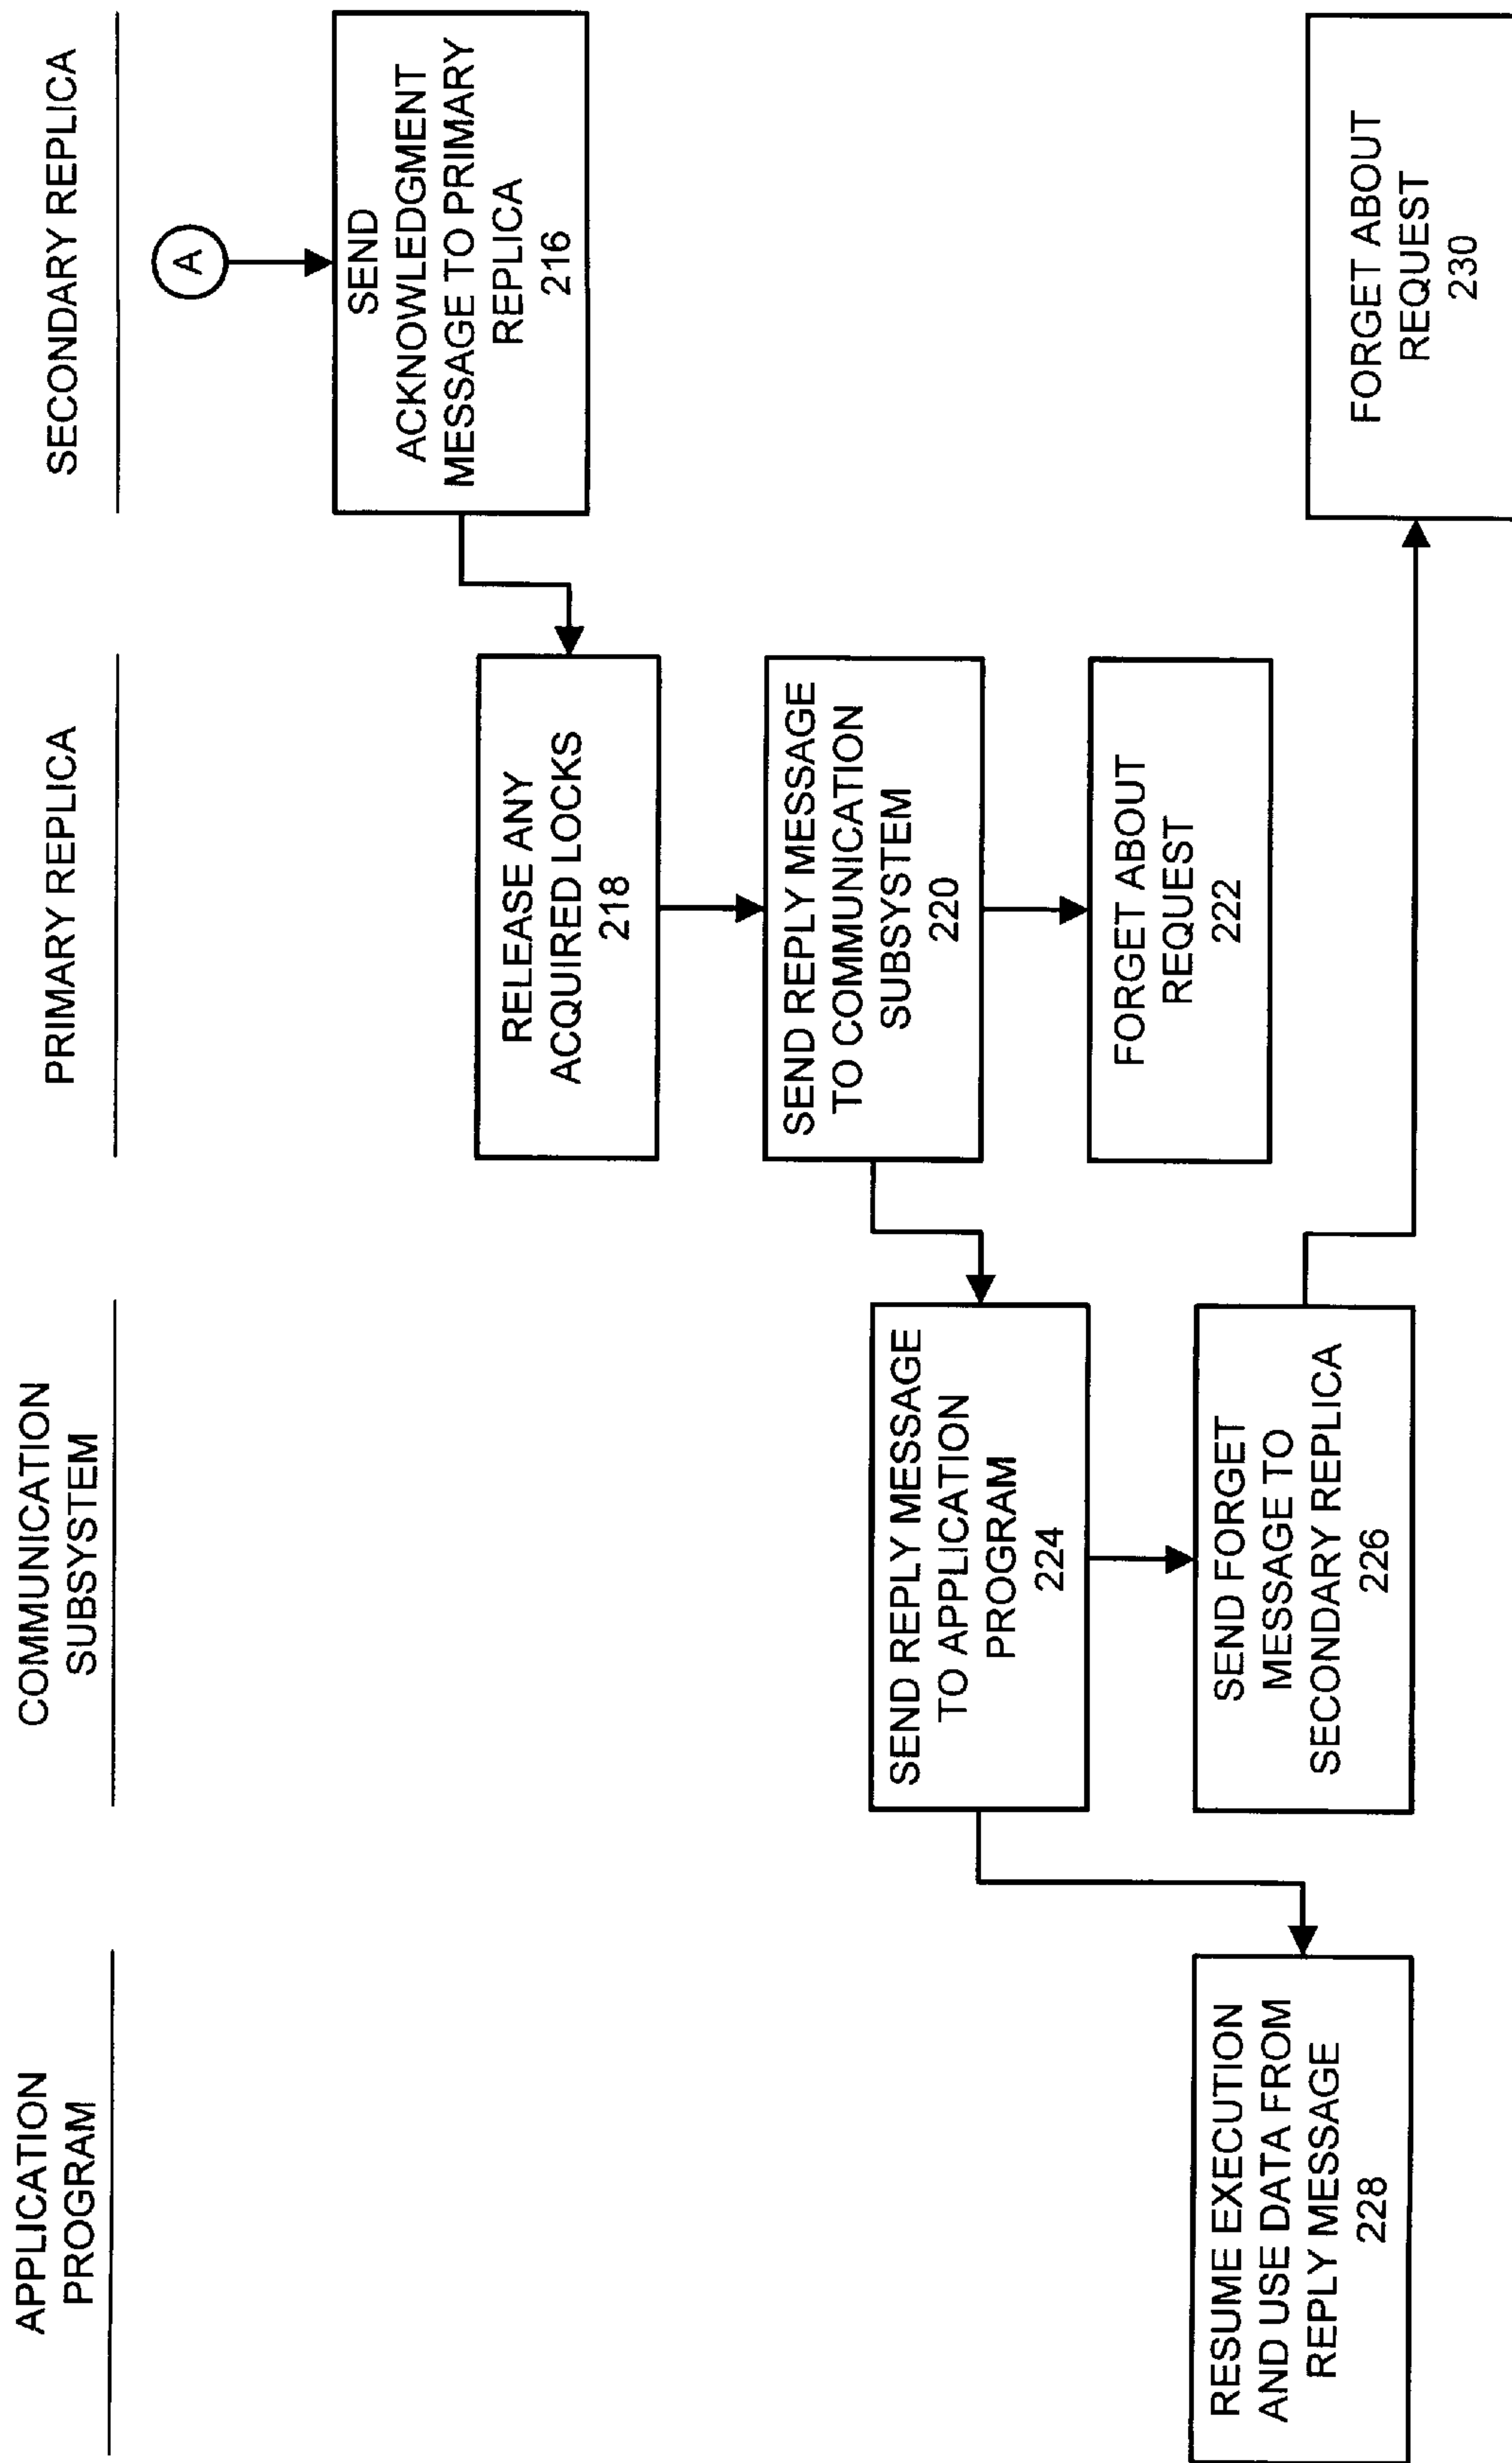 APPLICATION
PROGRAM
COMMUNICATION
SUBSYSTEM
PRIMARY REPLICA
SECONDARY REPLICA
A
SEND
ACKNOWLEDGMENT
MESSAGE TO PRIMARY
REPLICA
216
RELEASE ANY
ACQUIRED LOCKS
218
SEND REPLY MESSAGE
TO COMMUNICATION
SUBSYSTEM
220
FORGET ABOUT
REQUEST
222
SEND REPLY MESSAGE
TO APPLICATION
PROGRAM
224
SEND FORGET
MESSAGE TO
SECONDARY REPLICA
226
RESUME EXECUTION
AND USE DATA FROM
REPLY MESSAGE
228
FORGET ABOUT
REQUEST
230